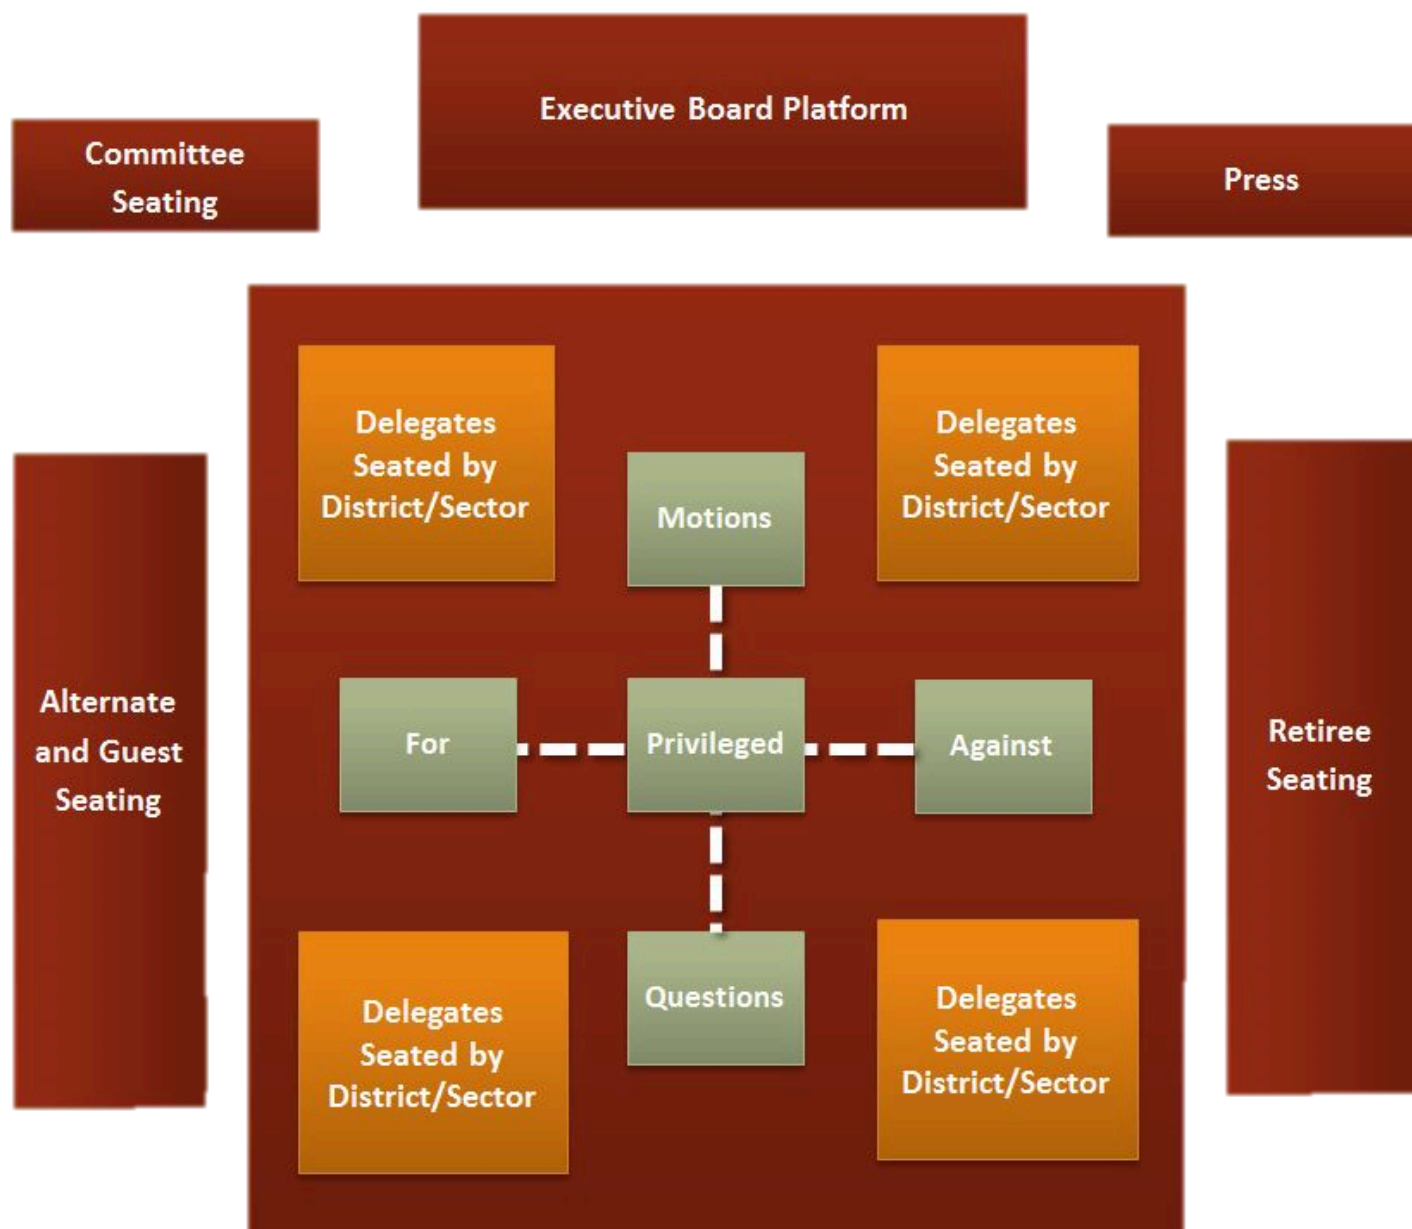 Executive Board Platform
Committee
Seating
Press
Delegates
Seated by
District/Sector
Motions
Delegates
Seated by
District/Sector
Alternate
and Guest
Seating
For
Privileged
Against
Retiree
Seating
Delegates
Seated by
District/Sector
Questions
Delegates
Seated by
District/Sector